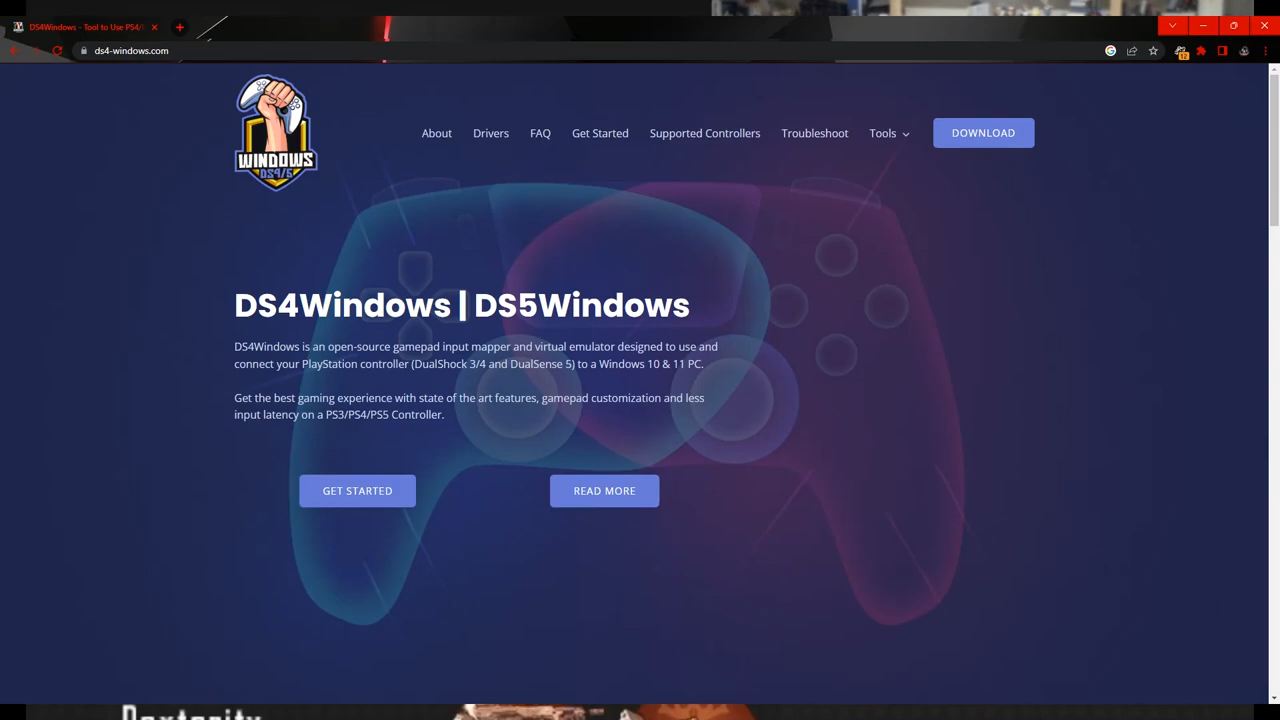 DS4Windows - Tool to Use PS4/
ds4-windows.com
12
WINDOWS
DS4/5
About Drivers FAQ Get Started Supported Controllers Troubleshoot Tools DOWNLOAD
DS4Windows | DS5Windows
DS4Windows is an open-source gamepad input mapper and virtual emulator designed to use and
connect your PlayStation controller (DualShock 3/4 and DualSense 5) to a Windows 10 & 11 PC.
Get the best gaming experience with state of the art features, gamepad customization and less
input latency on a PS3/PS4/PS5 Controller.
GET STARTED READ MORE
Dexterity